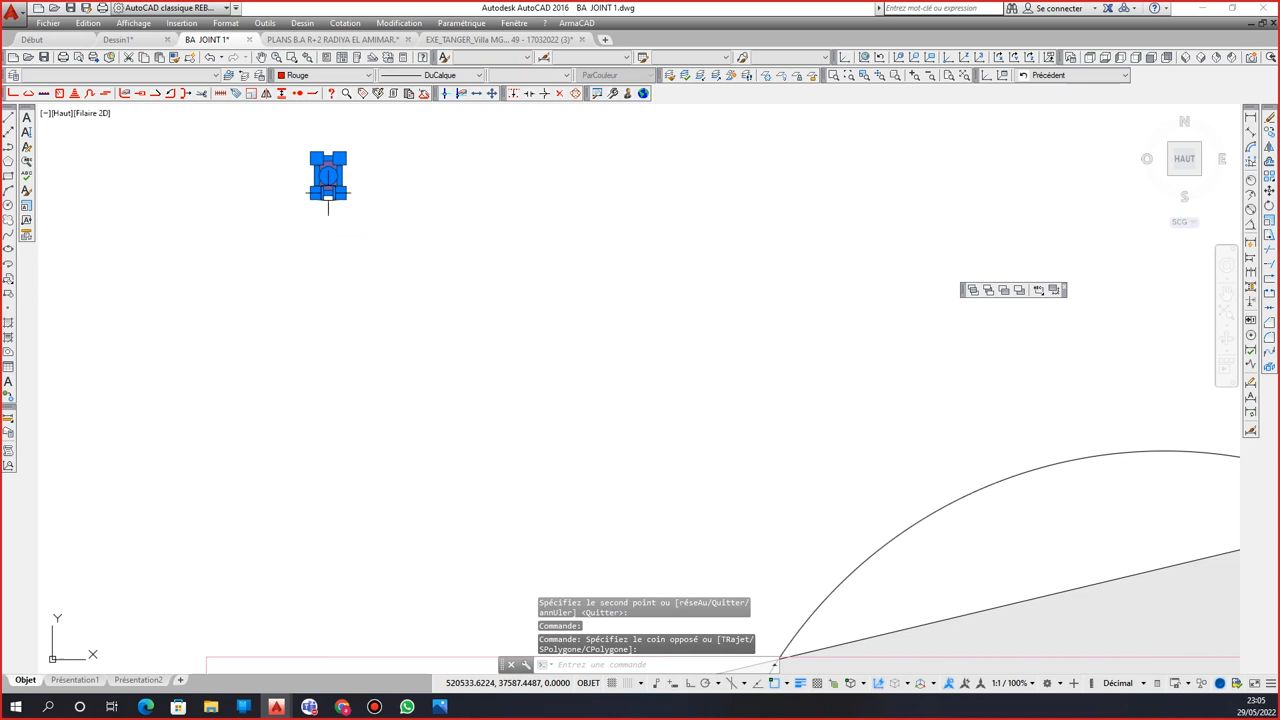 AutoCAD classique REB...
Autodesk AutoCAD 2016 BA JOINT 1.dwg
Entrez mot-clé ou expression
Se connecter
Fichier Edition Affichage Insertion Format Outils Dessin Cotation Modification Paramétrique Fenêtre ? ArmaCAD
Début Dessin1* BA JOINT 1* PLANS B.A R+2 RADIYA EL AMIMAR.* EXE_TANGER_Villa MG... 49 - 17032022 (3)*
Rouge DuCalque ParCouleur Précédent
[−][Haut][Filaire 2D]
N
O HAUT E
S
SCG
Spécifiez le second point ou [réseAu/Quitter/
annUler] <Quitter>:
Commande:
Commande: Spécifiez le coin opposé ou [TRajet/
SPolygone/CPolygone]:
Entrez une commande
Y
X
Objet Présentation1 Présentation2
520533.6224, 37587.4487, 0.0000 OBJET 1:1 / 100% Décimal
23:05
29/05/2022